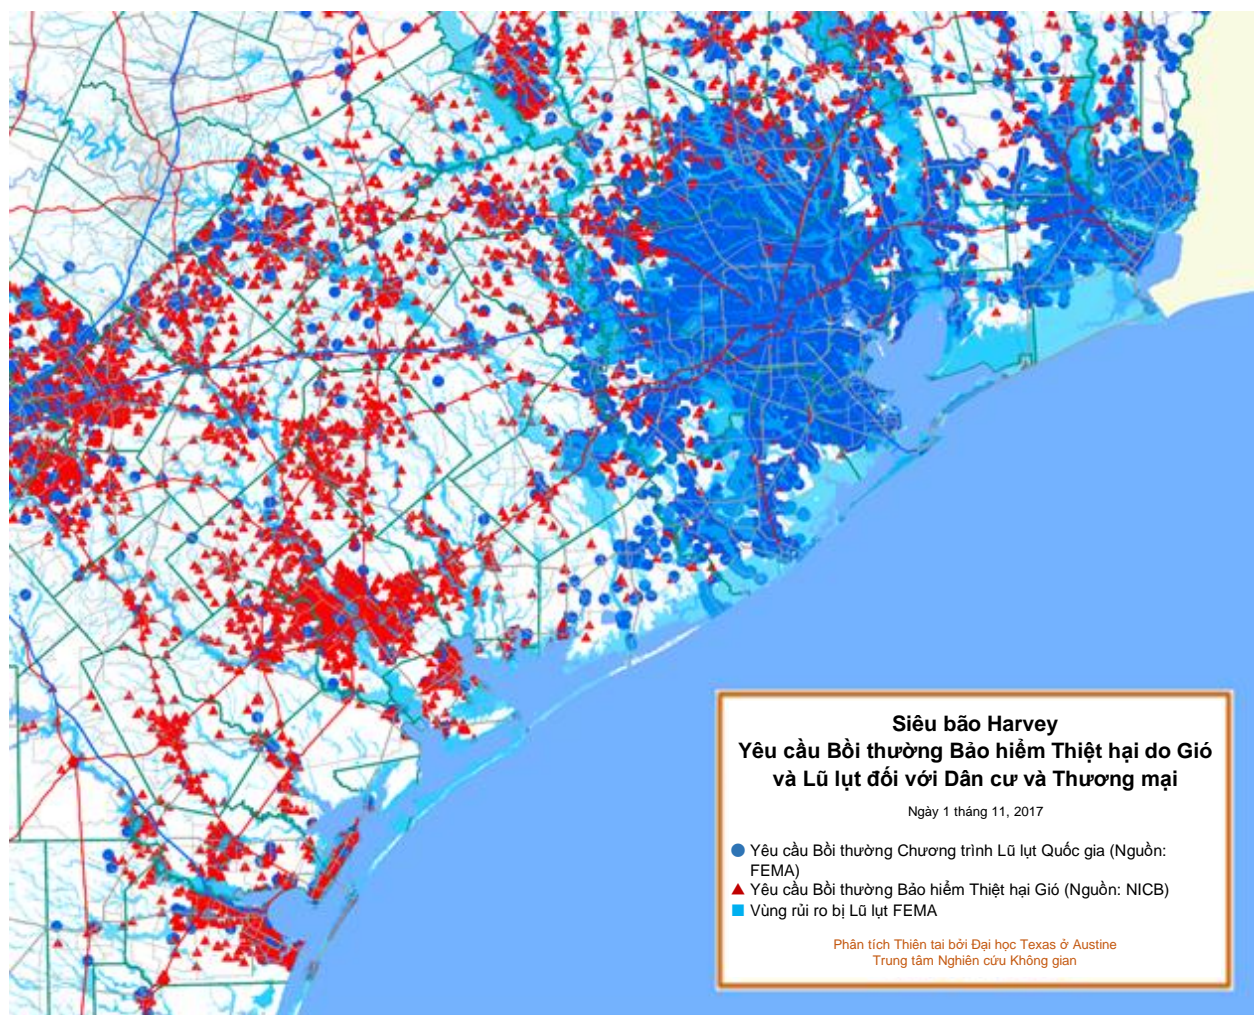 Siêu bão Harvey
Yêu cầu Bồi thường Bảo hiểm Thiệt hại do Gió
và Lũ lụt đối với Dân cư và Thương mại
Ngày 1 tháng 11, 2017
Yêu cầu Bồi thường Chương trình Lũ lụt Quốc gia (Nguồn:
FEMA)
Yêu cầu Bồi thường Bảo hiểm Thiệt hại Gió (Nguồn: NICB)
Vùng rủi ro bị Lũ lụt FEMA
Phân tích Thiên tai bởi Đại học Texas ở Austine
Trung tâm Nghiên cứu Không gian